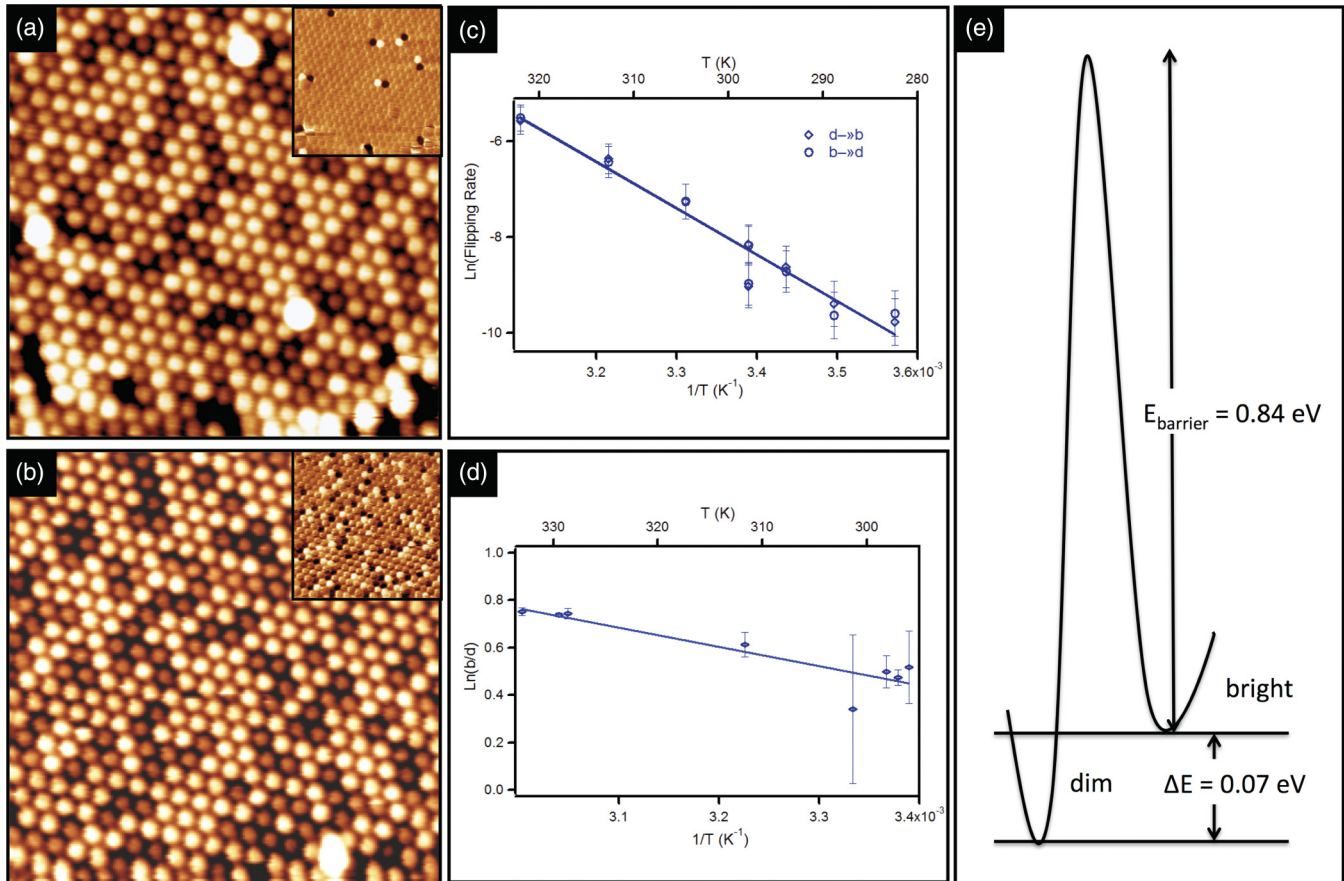 (a)
(b)
(c)
T (K)
320 310 300 290 280
Ln(Flipping Rate)
-6
-8
-10
d–»b
b–»d
3.2 3.3 3.4 3.5 3.6x10⁻³
1/T (K⁻¹)
(d)
T (K)
330 320 310 300
Ln(b/d)
1.0
0.8
0.6
0.4
0.2
0.0
3.1 3.2 3.3 3.4x10⁻³
1/T (K⁻¹)
(e)
E_barrier = 0.84 eV
bright
dim
ΔE = 0.07 eV